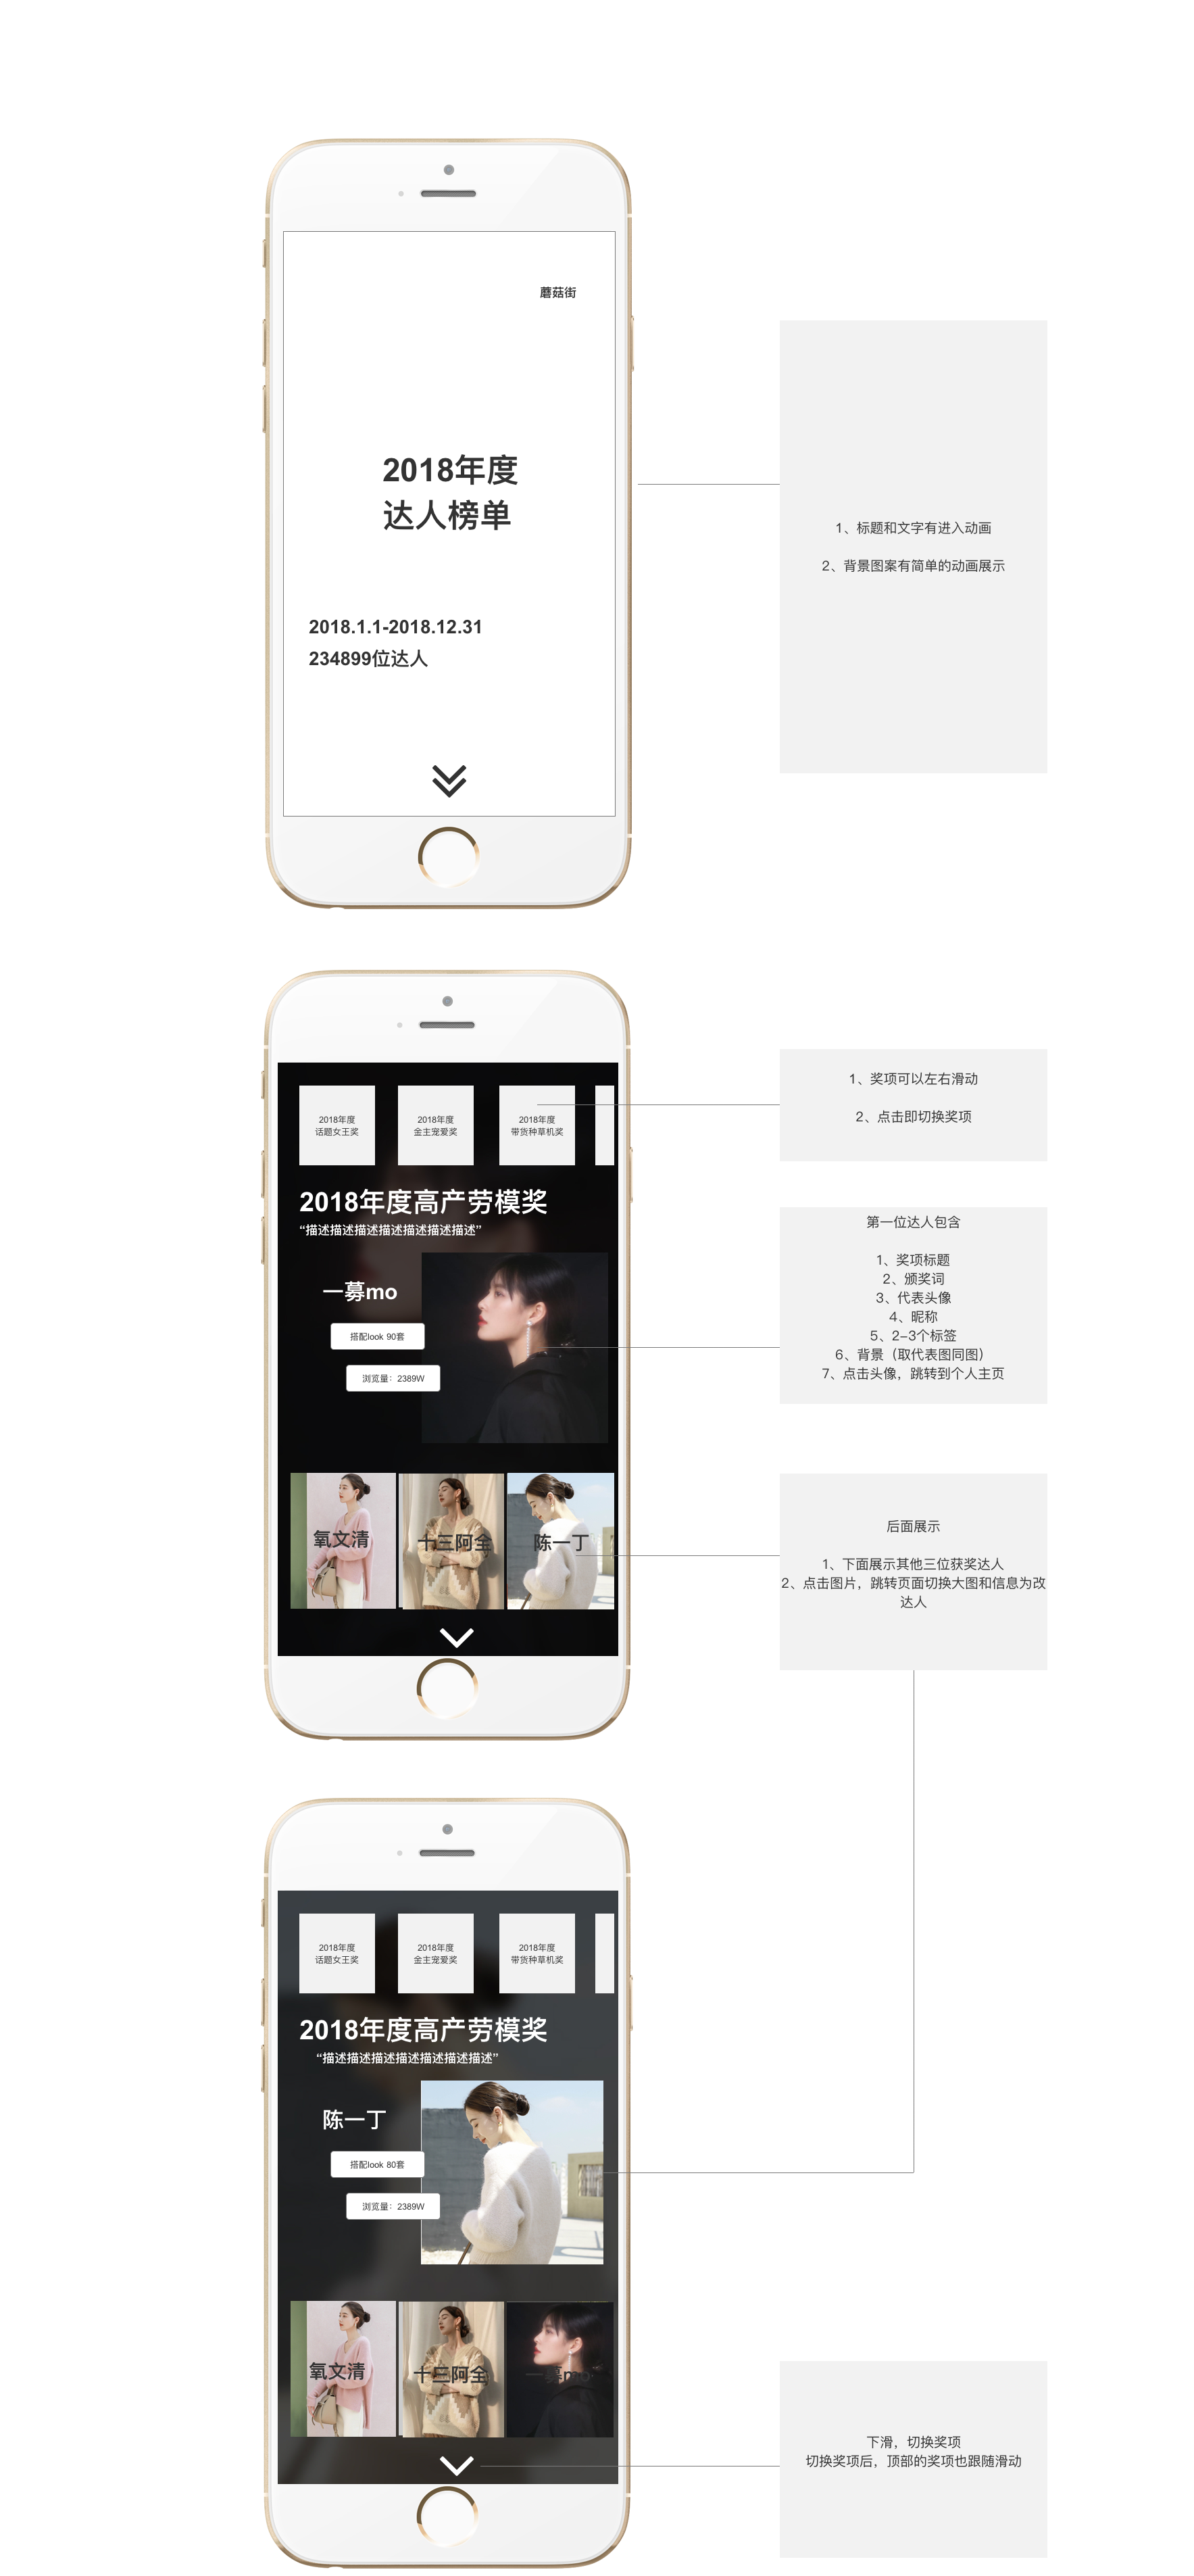 蘑菇街
2018年度
达人榜单
2018.1.1-2018.12.31
234899位达人
1、标题和文字有进入动画
2、背景图案有简单的动画展示
2018年度
话题女王奖
2018年度
金主宠爱奖
2018年度
带货种草机奖
2018年度高产劳模奖
“描述描述描述描述描述描述描述”
一募mo
搭配look 90套
浏览量：2389W
氧文清
十三阿全
陈一丁
1、奖项可以左右滑动
2、点击即切换奖项
第一位达人包含
1、奖项标题
2、颁奖词
3、代表头像
4、昵称
5、2-3个标签
6、背景（取代表图同图）
7、点击头像，跳转到个人主页
后面展示
1、下面展示其他三位获奖达人
2、点击图片，跳转页面切换大图和信息为改
达人
2018年度
话题女王奖
2018年度
金主宠爱奖
2018年度
带货种草机奖
2018年度高产劳模奖
“描述描述描述描述描述描述描述”
陈一丁
搭配look 80套
浏览量：2389W
氧文清
十三阿全
一募mo
下滑，切换奖项
切换奖项后，顶部的奖项也跟随滑动